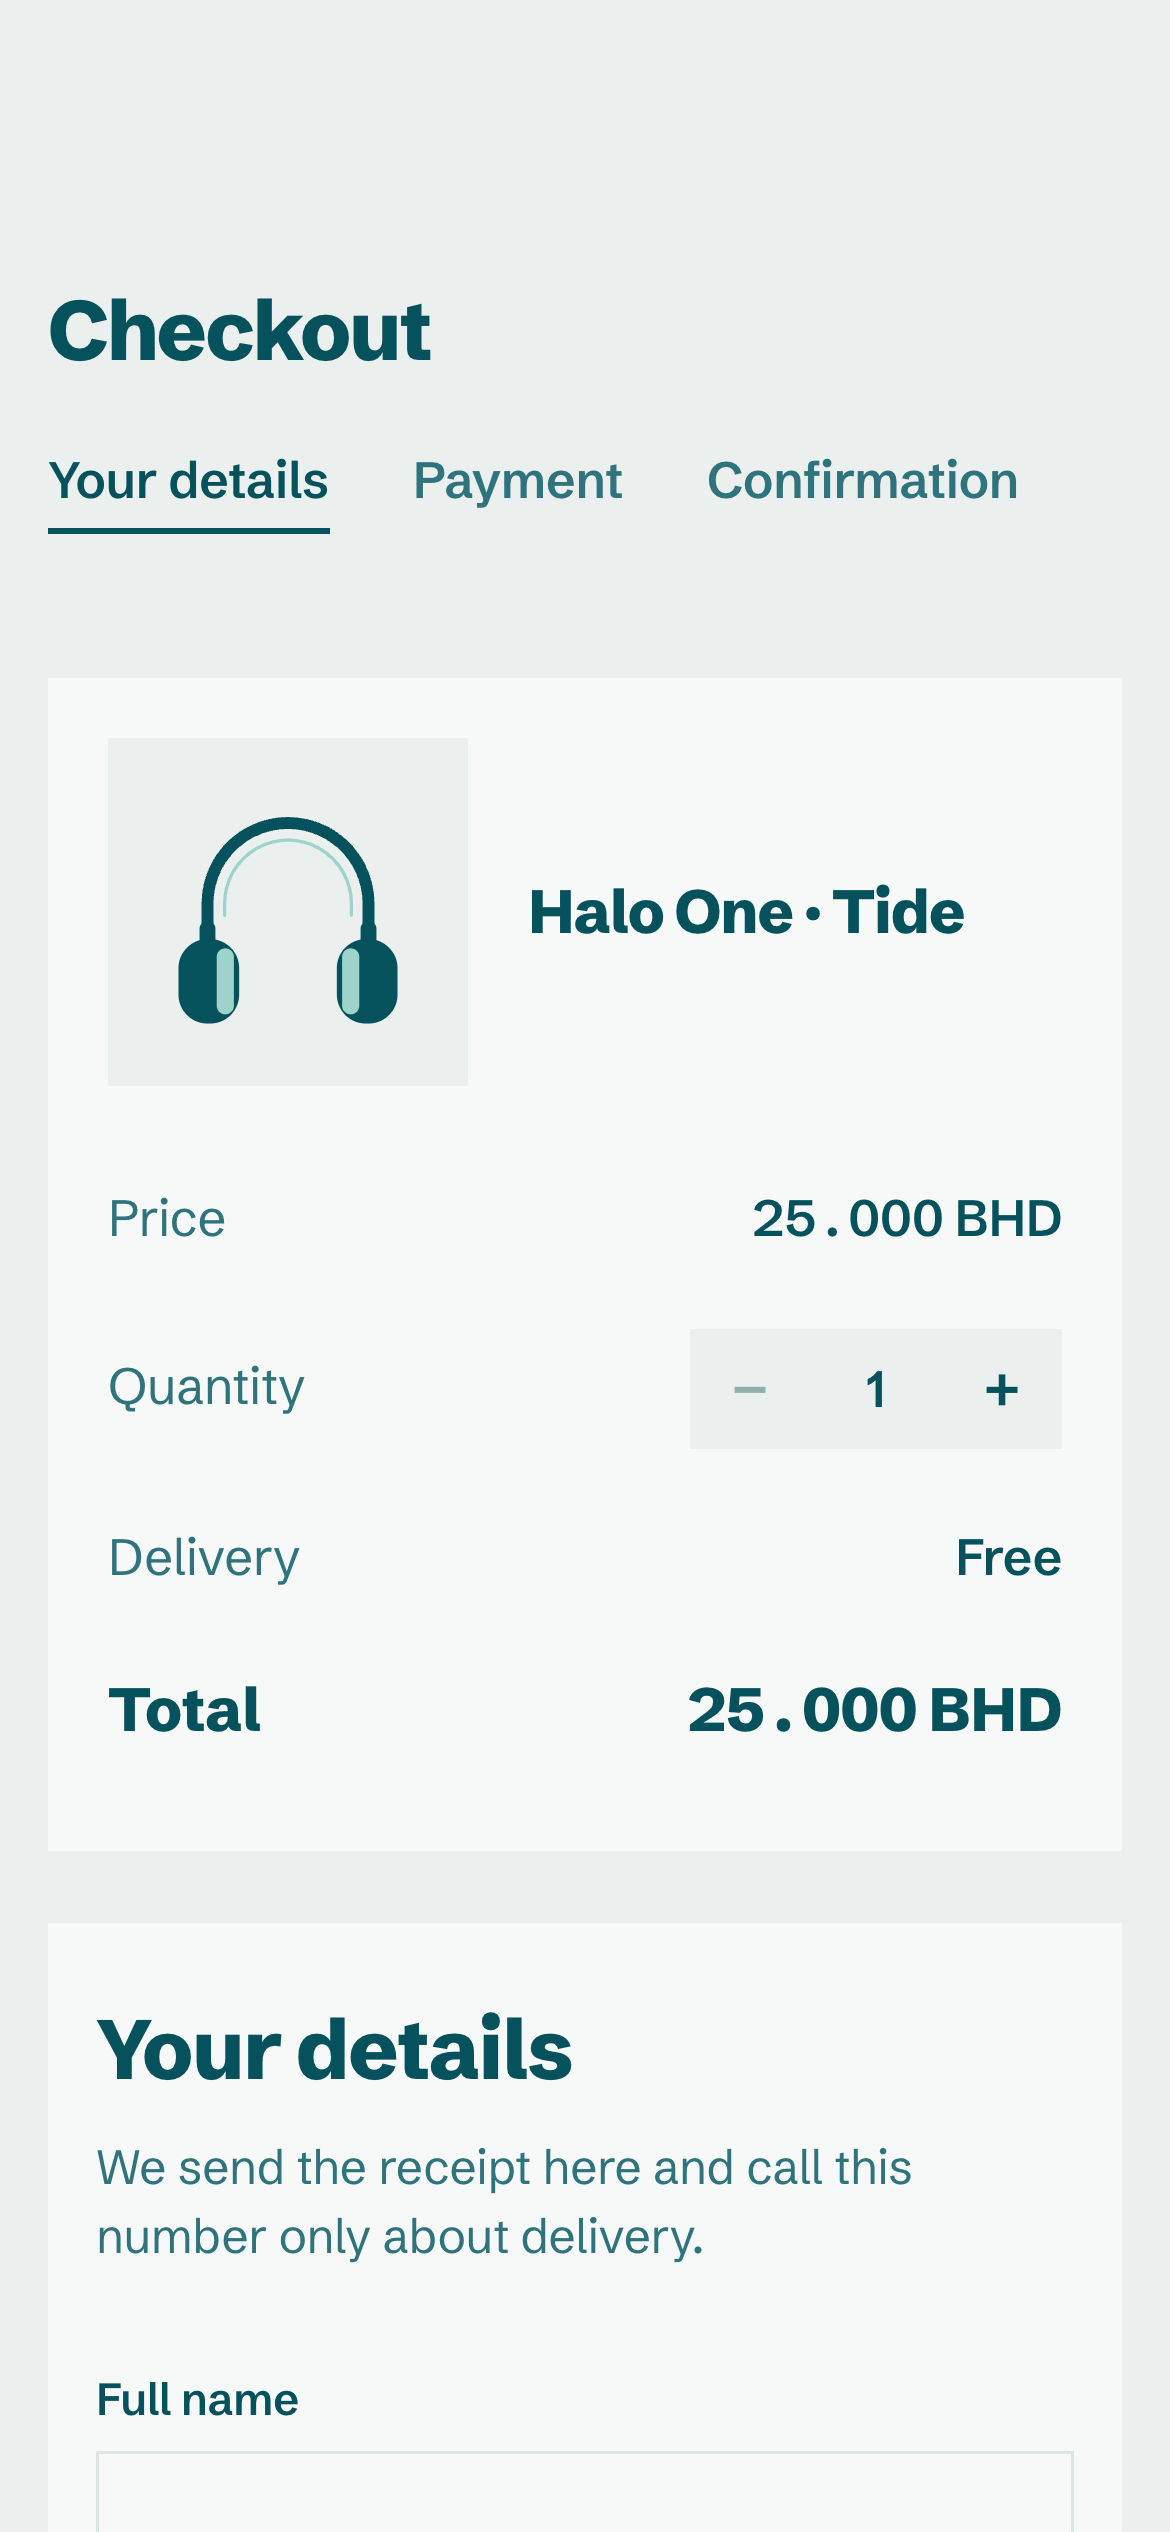 Checkout
Your details Payment Confirmation
Halo One · Tide
Price 25.000 BHD
Quantity − 1 +
Delivery Free
Total 25.000 BHD
Your details
We send the receipt here and call this
number only about delivery.
Full name